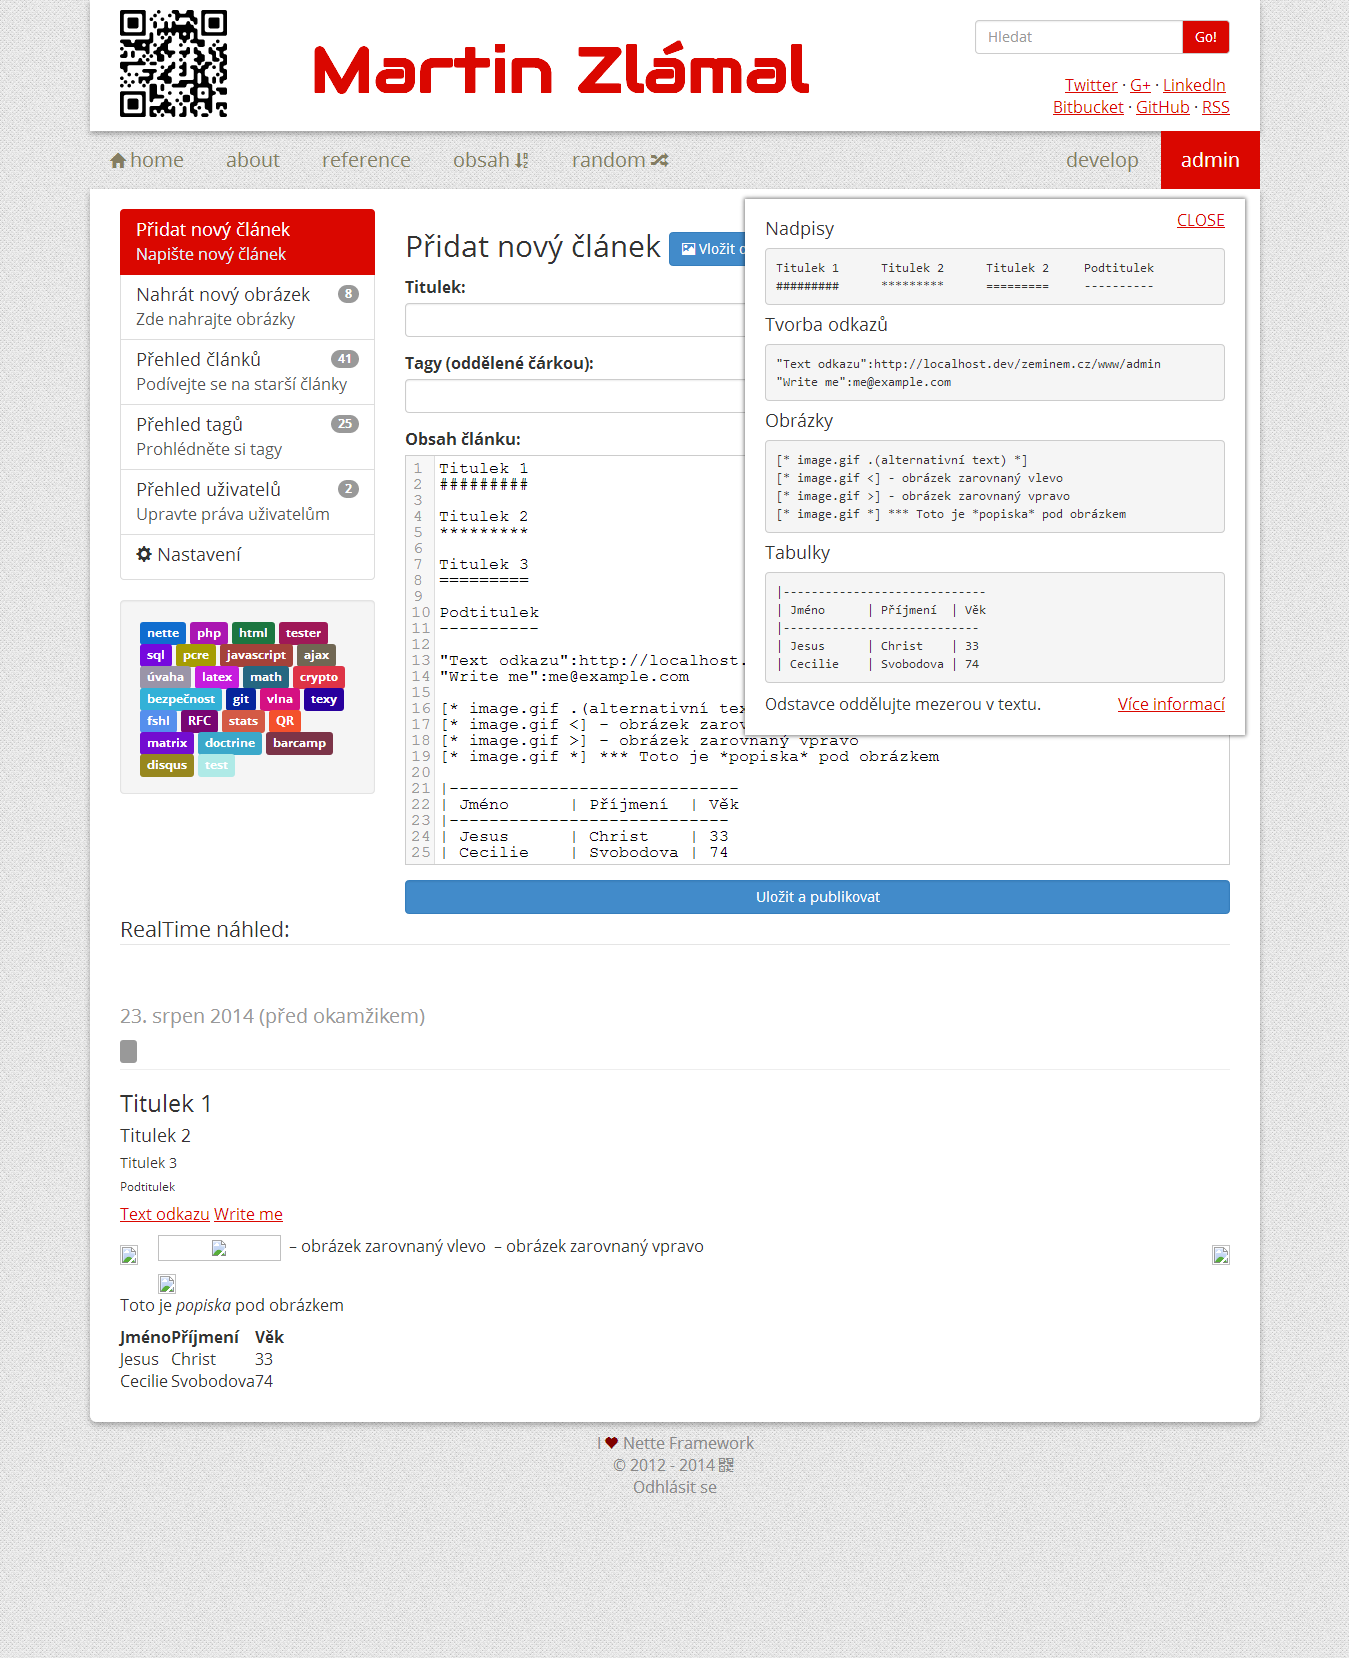 Martin Zlámal
Hledat Go!
Twitter · G+ · LinkedIn
Bitbucket · GitHub · RSS
home about reference obsah random develop admin
Přidat nový článek
Napište nový článek
Nahrát nový obrázek 8
Zde nahrajte obrázky
Přehled článků 41
Podívejte se na starší články
Přehled tagů 25
Prohlédněte si tagy
Přehled uživatelů 2
Upravte práva uživatelům
Nastavení
nette php html tester
sql pcre javascript ajax
úvaha latex math crypto
bezpečnost git vlna texy
fshl RFC stats QR
matrix doctrine barcamp
disqus test
Přidat nový článek Vložit
Titulek:
Tagy (oddělené čárkou):
Obsah článku:
1 Titulek 1
2 #########
3
4 Titulek 2
5 *********
6
7 Titulek 3
8 =========
9
10 Podtitulek
11 ----------
12
13 "Text odkazu":http://localhost.
14 "Write me":me@example.com
15
16 [* image.gif .(alternativní tex
17 [* image.gif <] - obrázek zarov
18 [* image.gif >] - obrázek zarovnaný vpravo
19 [* image.gif *] *** Toto je *popiska* pod obrázkem
20
21 |-----------------------------
22 | Jméno      | Příjmení  | Věk
23 |----------------------------
24 | Jesus      | Christ    | 33
25 | Cecilie    | Svobodova | 74
Uložit a publikovat
CLOSE
Nadpisy
Titulek 1      Titulek 2      Titulek 2     Podtitulek
#########      *********      =========     ----------
Tvorba odkazů
"Text odkazu":http://localhost.dev/zeminem.cz/www/admin
"Write me":me@example.com
Obrázky
[* image.gif .(alternativní text) *]
[* image.gif <] - obrázek zarovnaný vlevo
[* image.gif >] - obrázek zarovnaný vpravo
[* image.gif *] *** Toto je *popiska* pod obrázkem
Tabulky
|-----------------------------
| Jméno      | Příjmení  | Věk
|----------------------------
| Jesus      | Christ    | 33
| Cecilie    | Svobodova | 74
Odstavce oddělujte mezerou v textu. Více informací
RealTime náhled:
23. srpen 2014 (před okamžikem)
Titulek 1
Titulek 2
Titulek 3
Podtitulek
Text odkazu Write me
– obrázek zarovnaný vlevo – obrázek zarovnaný vpravo
Toto je popiska pod obrázkem
Jméno Příjmení Věk
Jesus Christ 33
Cecilie Svobodova 74
I ♥ Nette Framework
© 2012 - 2014
Odhlásit se